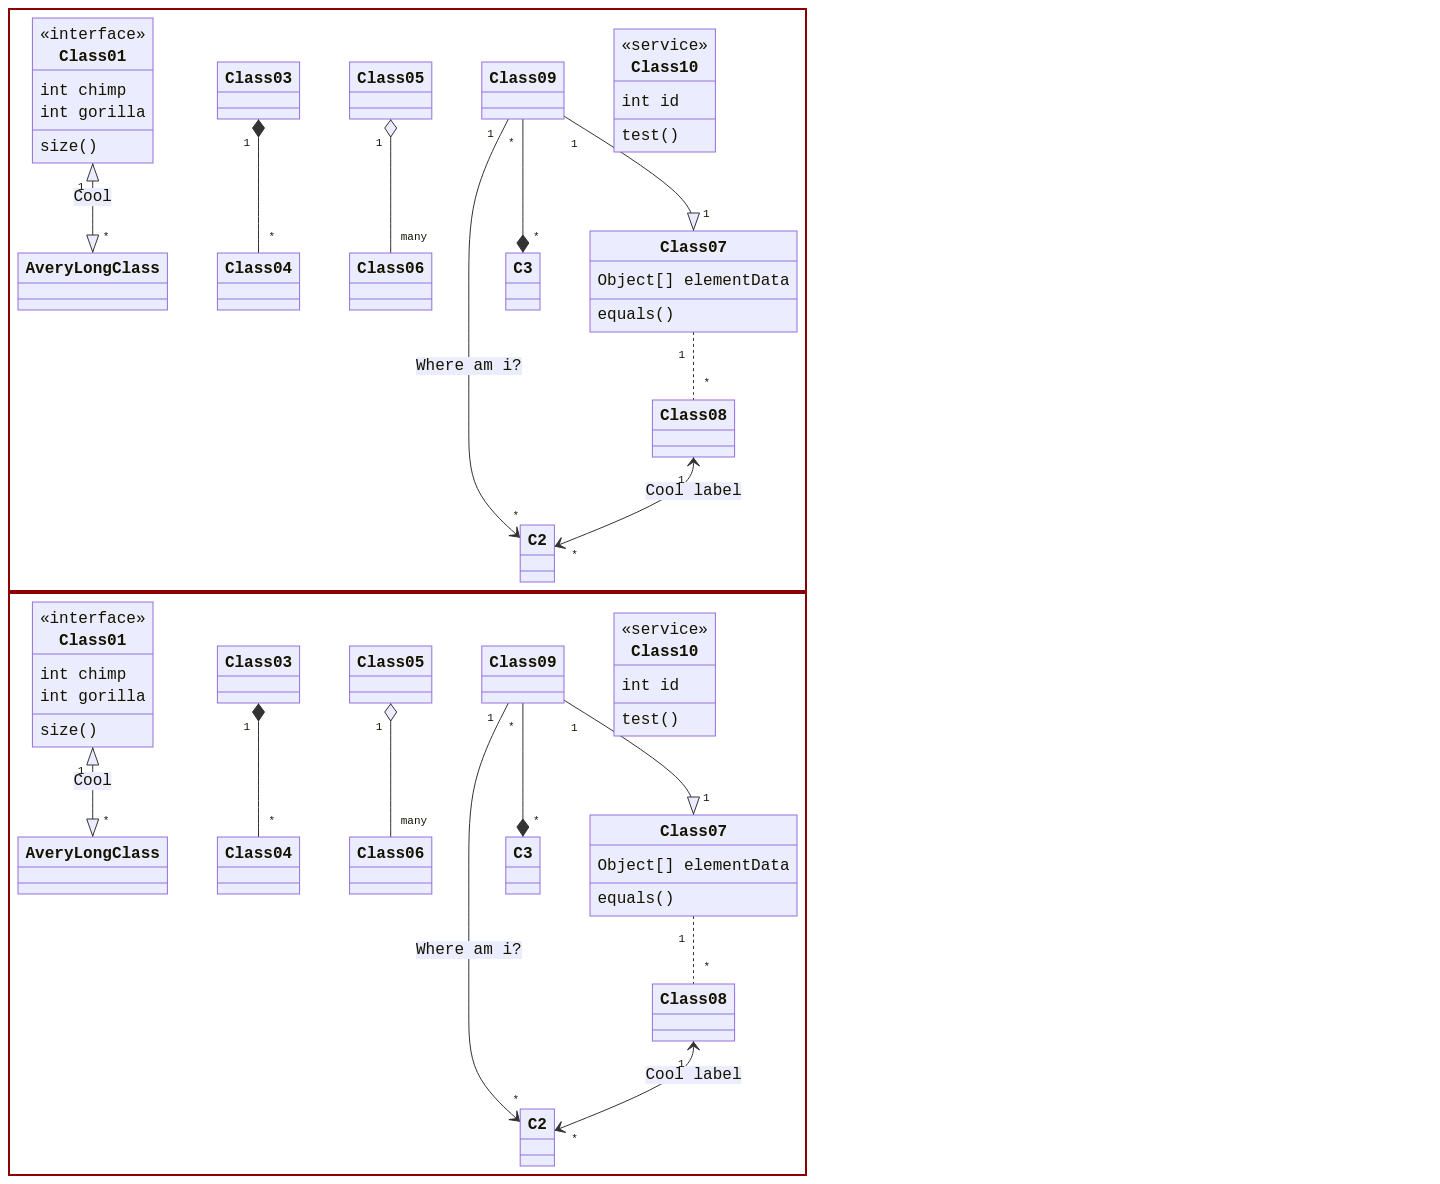 «interface»
Class01
int chimp
int gorilla
size()
Class03
Class05
Class09
«service»
Class10
int id
test()
1
Cool
*
1
*
1
many
1
*
*
1
1
AveryLongClass
Class04
Class06
C3
Class07
Object[] elementData
equals()
Where am i?
1
*
Class08
1
Cool label
*
*
C2
«interface»
Class01
int chimp
int gorilla
size()
Class03
Class05
Class09
«service»
Class10
int id
test()
1
Cool
*
1
*
1
many
1
*
*
1
1
AveryLongClass
Class04
Class06
C3
Class07
Object[] elementData
equals()
Where am i?
1
*
Class08
1
Cool label
*
*
C2